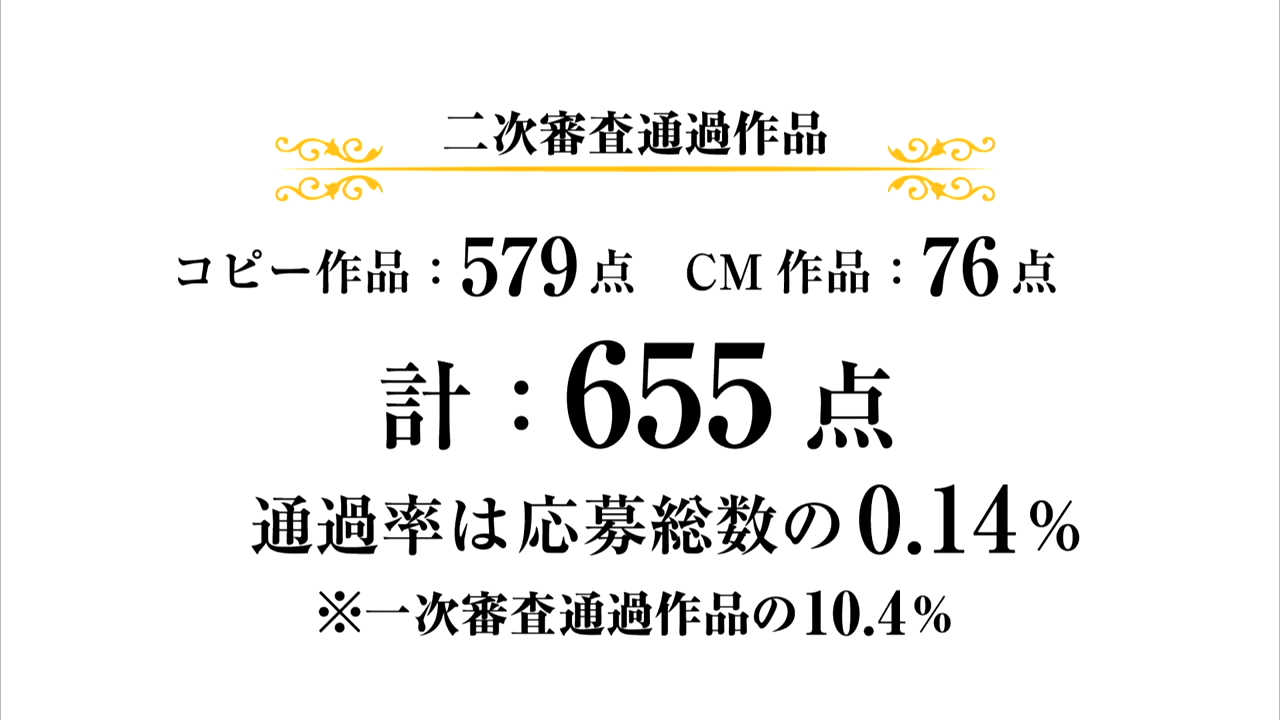 二次審査通過作品
コピー作品：579点　CM作品：76点
計：655点
通過率は応募総数の0.14%
※一次審査通過作品の10.4%